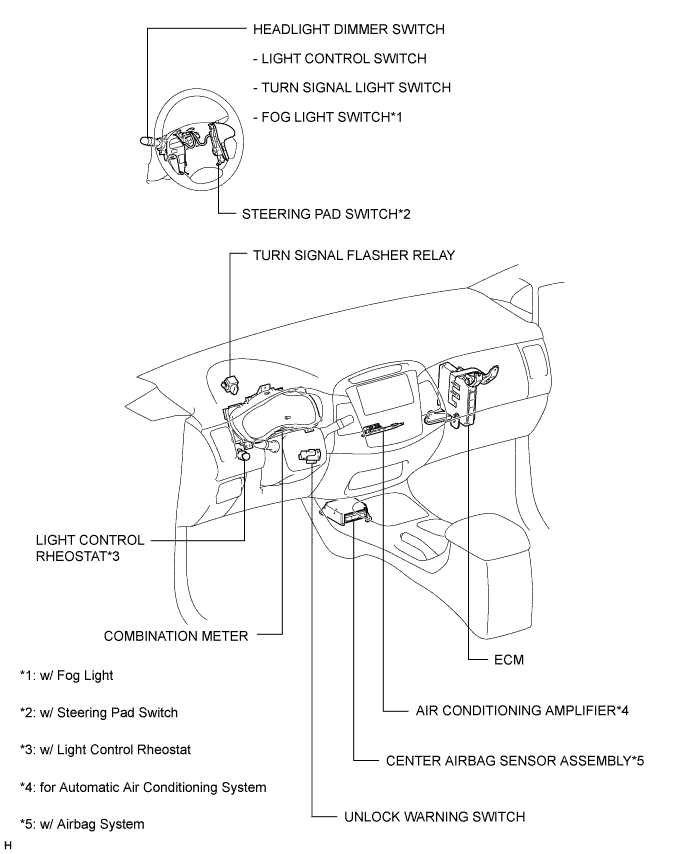 HEADLIGHT DIMMER SWITCH
- LIGHT CONTROL SWITCH
- TURN SIGNAL LIGHT SWITCH
- FOG LIGHT SWITCH*1
STEERING PAD SWITCH*2
TURN SIGNAL FLASHER RELAY
LIGHT CONTROL
RHEOSTAT*3
COMBINATION METER
ECM
*1: w/ Fog Light
*2: w/ Steering Pad Switch
AIR CONDITIONING AMPLIFIER*4
*3: w/ Light Control Rheostat
CENTER AIRBAG SENSOR ASSEMBLY*5
*4: for Automatic Air Conditioning System
UNLOCK WARNING SWITCH
*5: w/ Airbag System
H